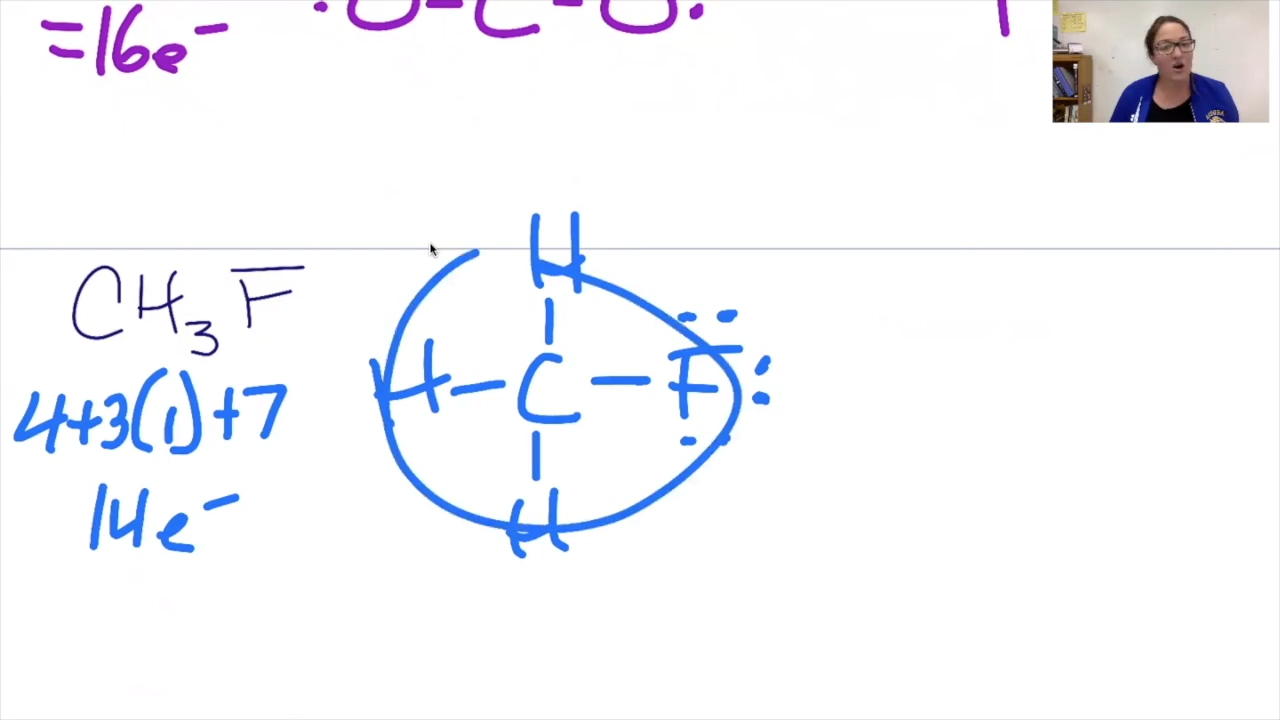 =16e⁻ :O-C-O:
H
CH₃F
H-C-F:
4+3(1)+7
14e⁻
H